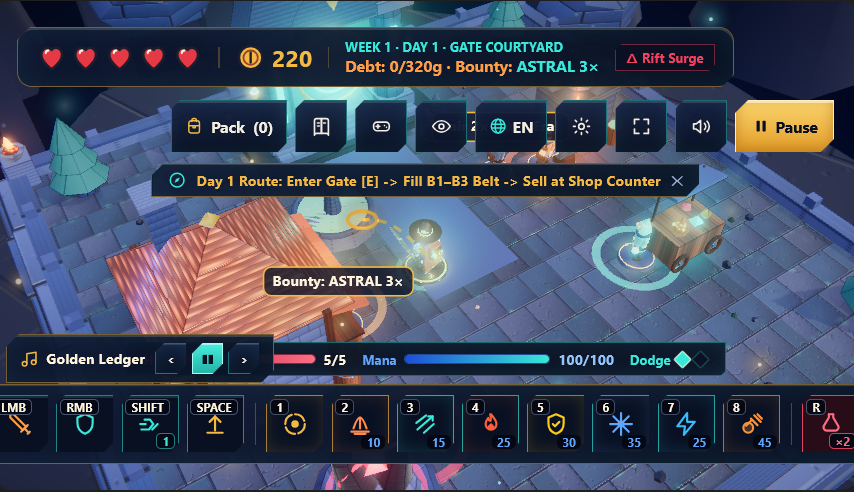 220
WEEK 1 · DAY 1 · GATE COURTYARD
Debt: 0/320g · Bounty: ASTRAL 3×
Rift Surge
Pack (0)
EN
Pause
Day 1 Route: Enter Gate [E] -> Fill B1–B3 Belt -> Sell at Shop Counter
Bounty: ASTRAL 3×
Golden Ledger
5/5
Mana
100/100
Dodge
LMB
RMB
SHIFT
1
SPACE
1
2
10
3
15
4
25
5
30
6
35
7
25
8
45
R
×2